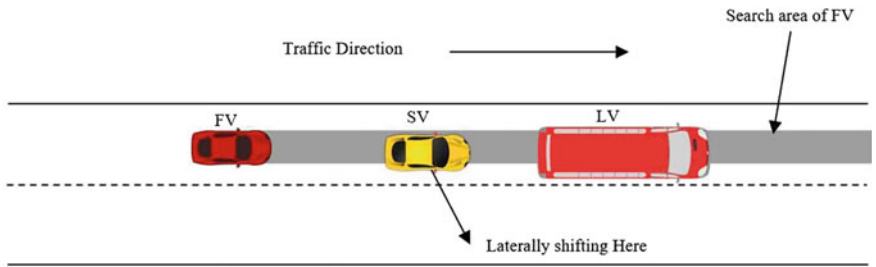 Search area of FV
Traffic Direction
FV
SV
LV
Laterally shifting Here